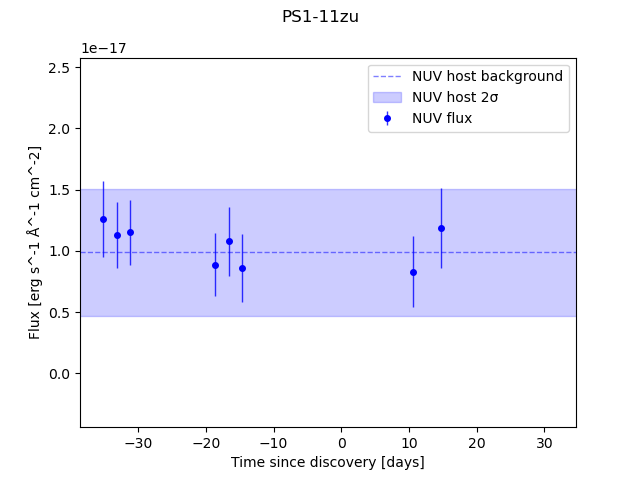 PS1-11zu
1e−17
2.5
2.0
1.5
1.0
0.5
0.0
Flux [erg s^-1 Å^-1 cm^-2]
NUV host background
NUV host 2σ
NUV flux
−30
−20
−10
0
10
20
30
Time since discovery [days]